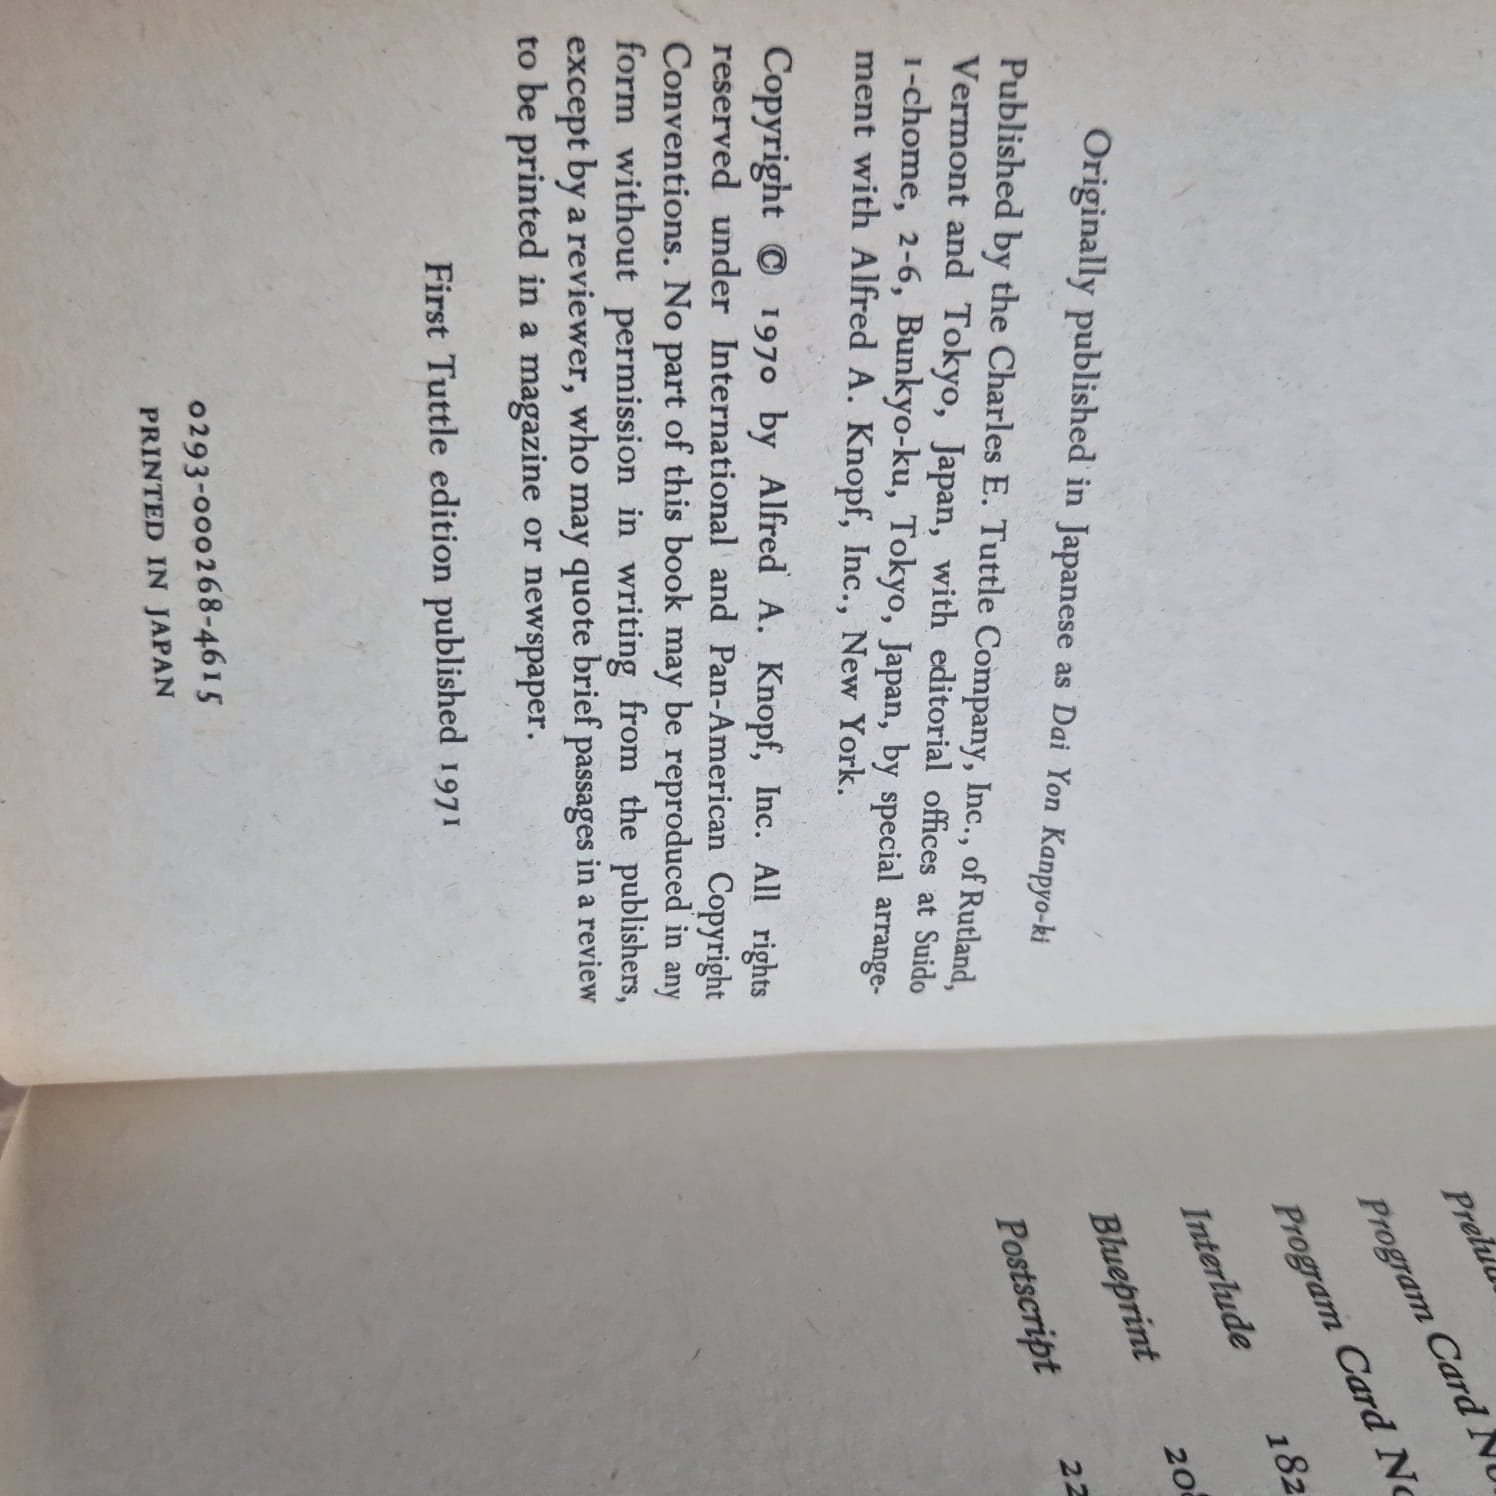 Originally published in Japanese as Dai Yon Kanpyo-ki
Published by the Charles E. Tuttle Company, Inc., of Rutland,
Vermont and Tokyo, Japan, with editorial offices at Suido
1-chome, 2-6, Bunkyo-ku, Tokyo, Japan, by special arrange-
ment with Alfred A. Knopf, Inc., New York.
Copyright © 1970 by Alfred A. Knopf, Inc. All rights
reserved under International and Pan-American Copyright
Conventions. No part of this book may be reproduced in any
form without permission in writing from the publishers,
except by a reviewer, who may quote brief passages in a review
to be printed in a magazine or newspaper.
First Tuttle edition published 1971
0293-000268-4615
PRINTED IN JAPAN
Program Card
Program Card
Interlude 182
Blueprint
Postscript